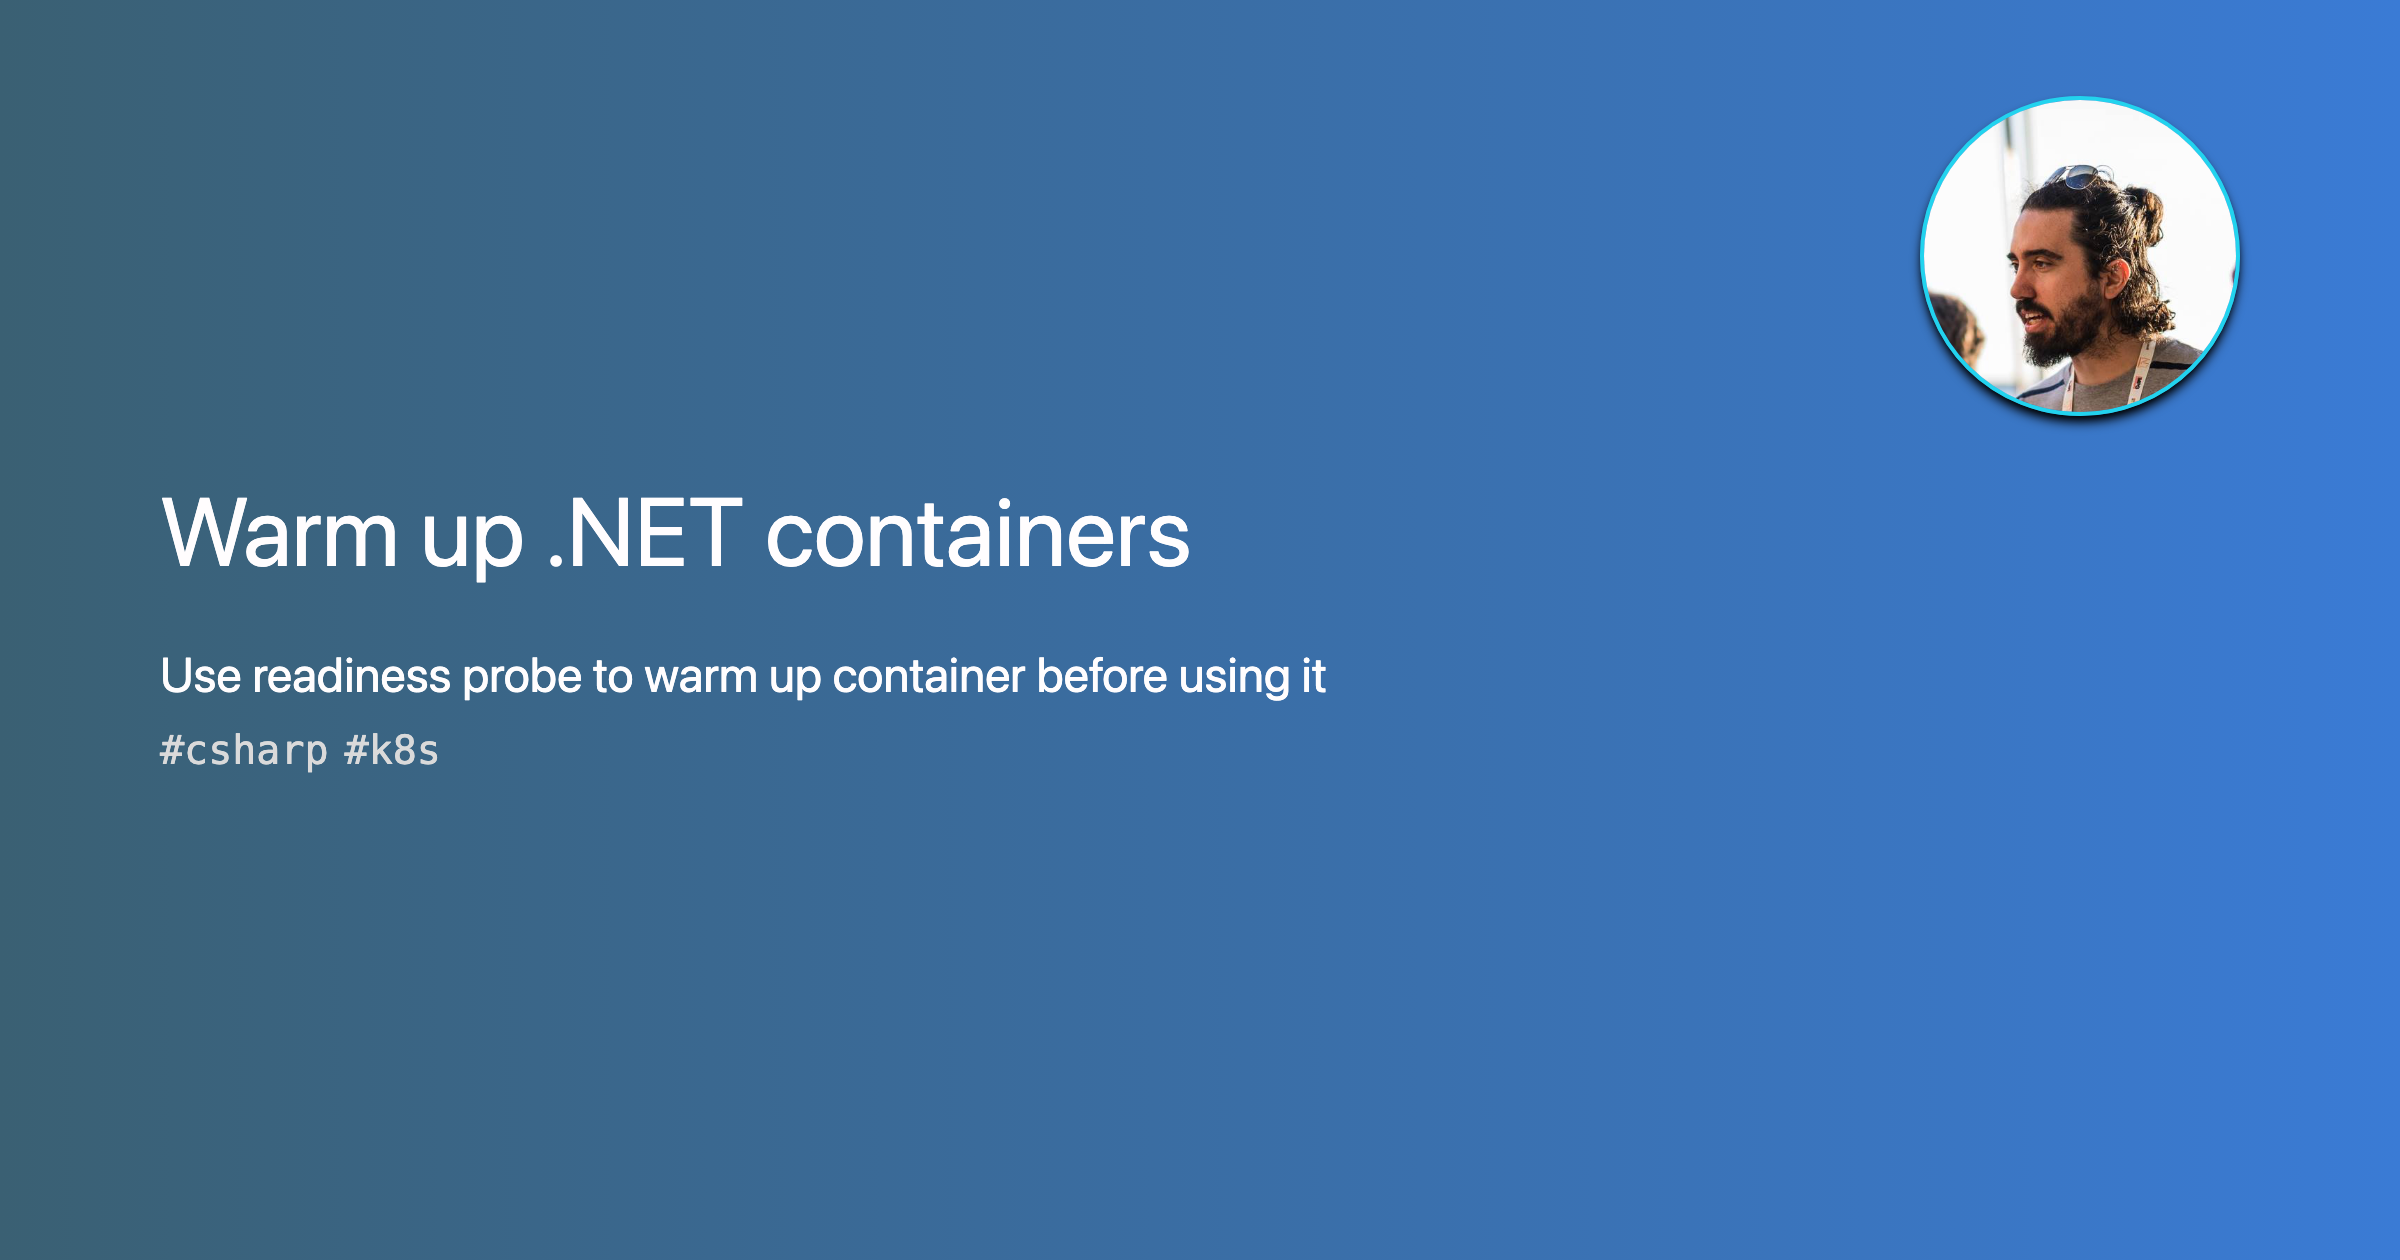 Warm up .NET containers
Use readiness probe to warm up container before using it
#csharp #k8s